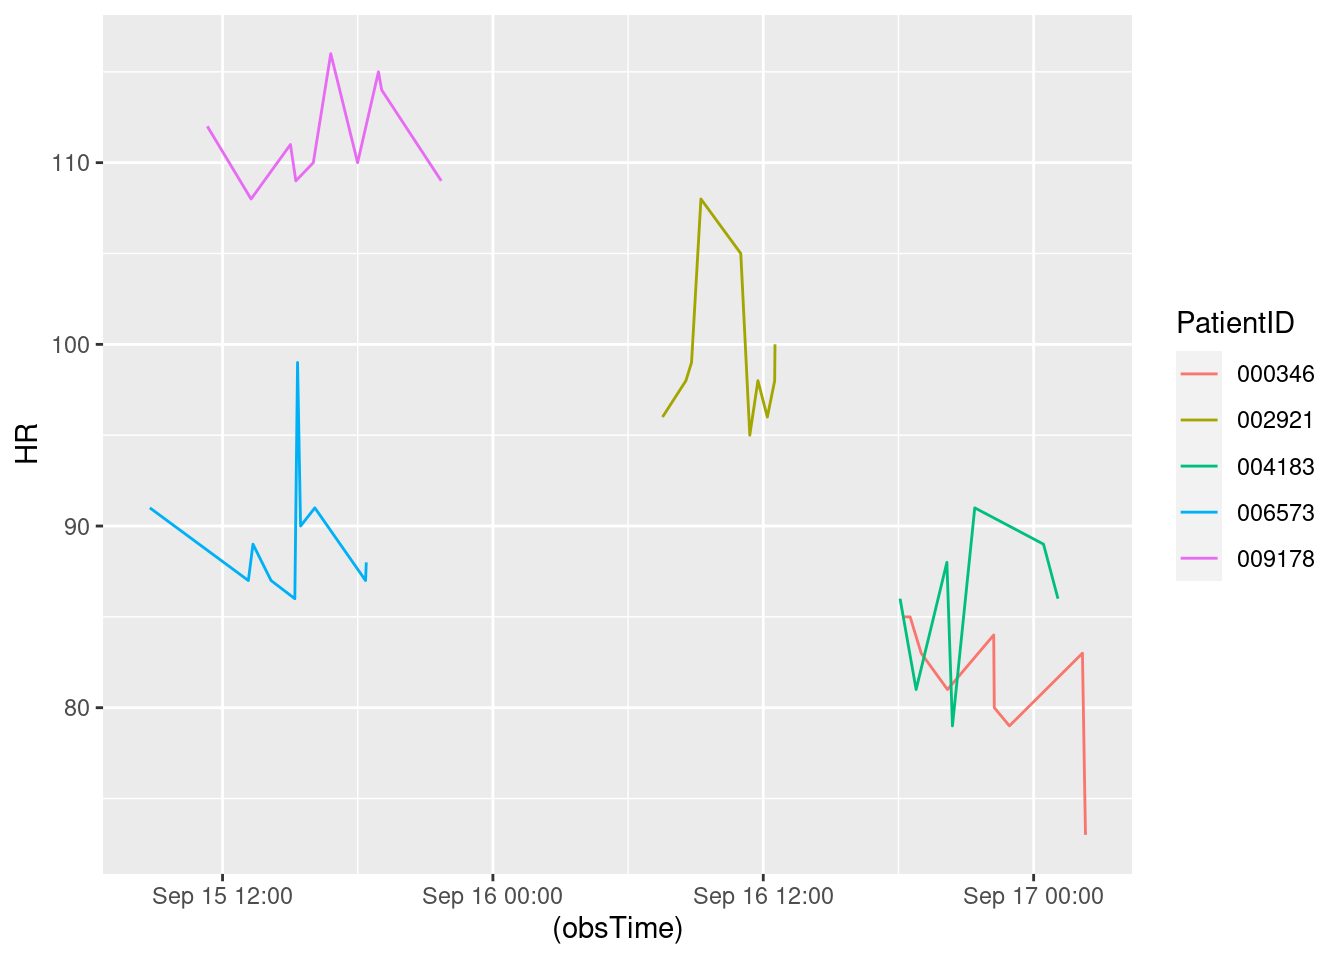 HR
110
100
90
80
Sep 15 12:00
Sep 16 00:00
Sep 16 12:00
Sep 17 00:00
(obsTime)
PatientID
000346
002921
004183
006573
009178